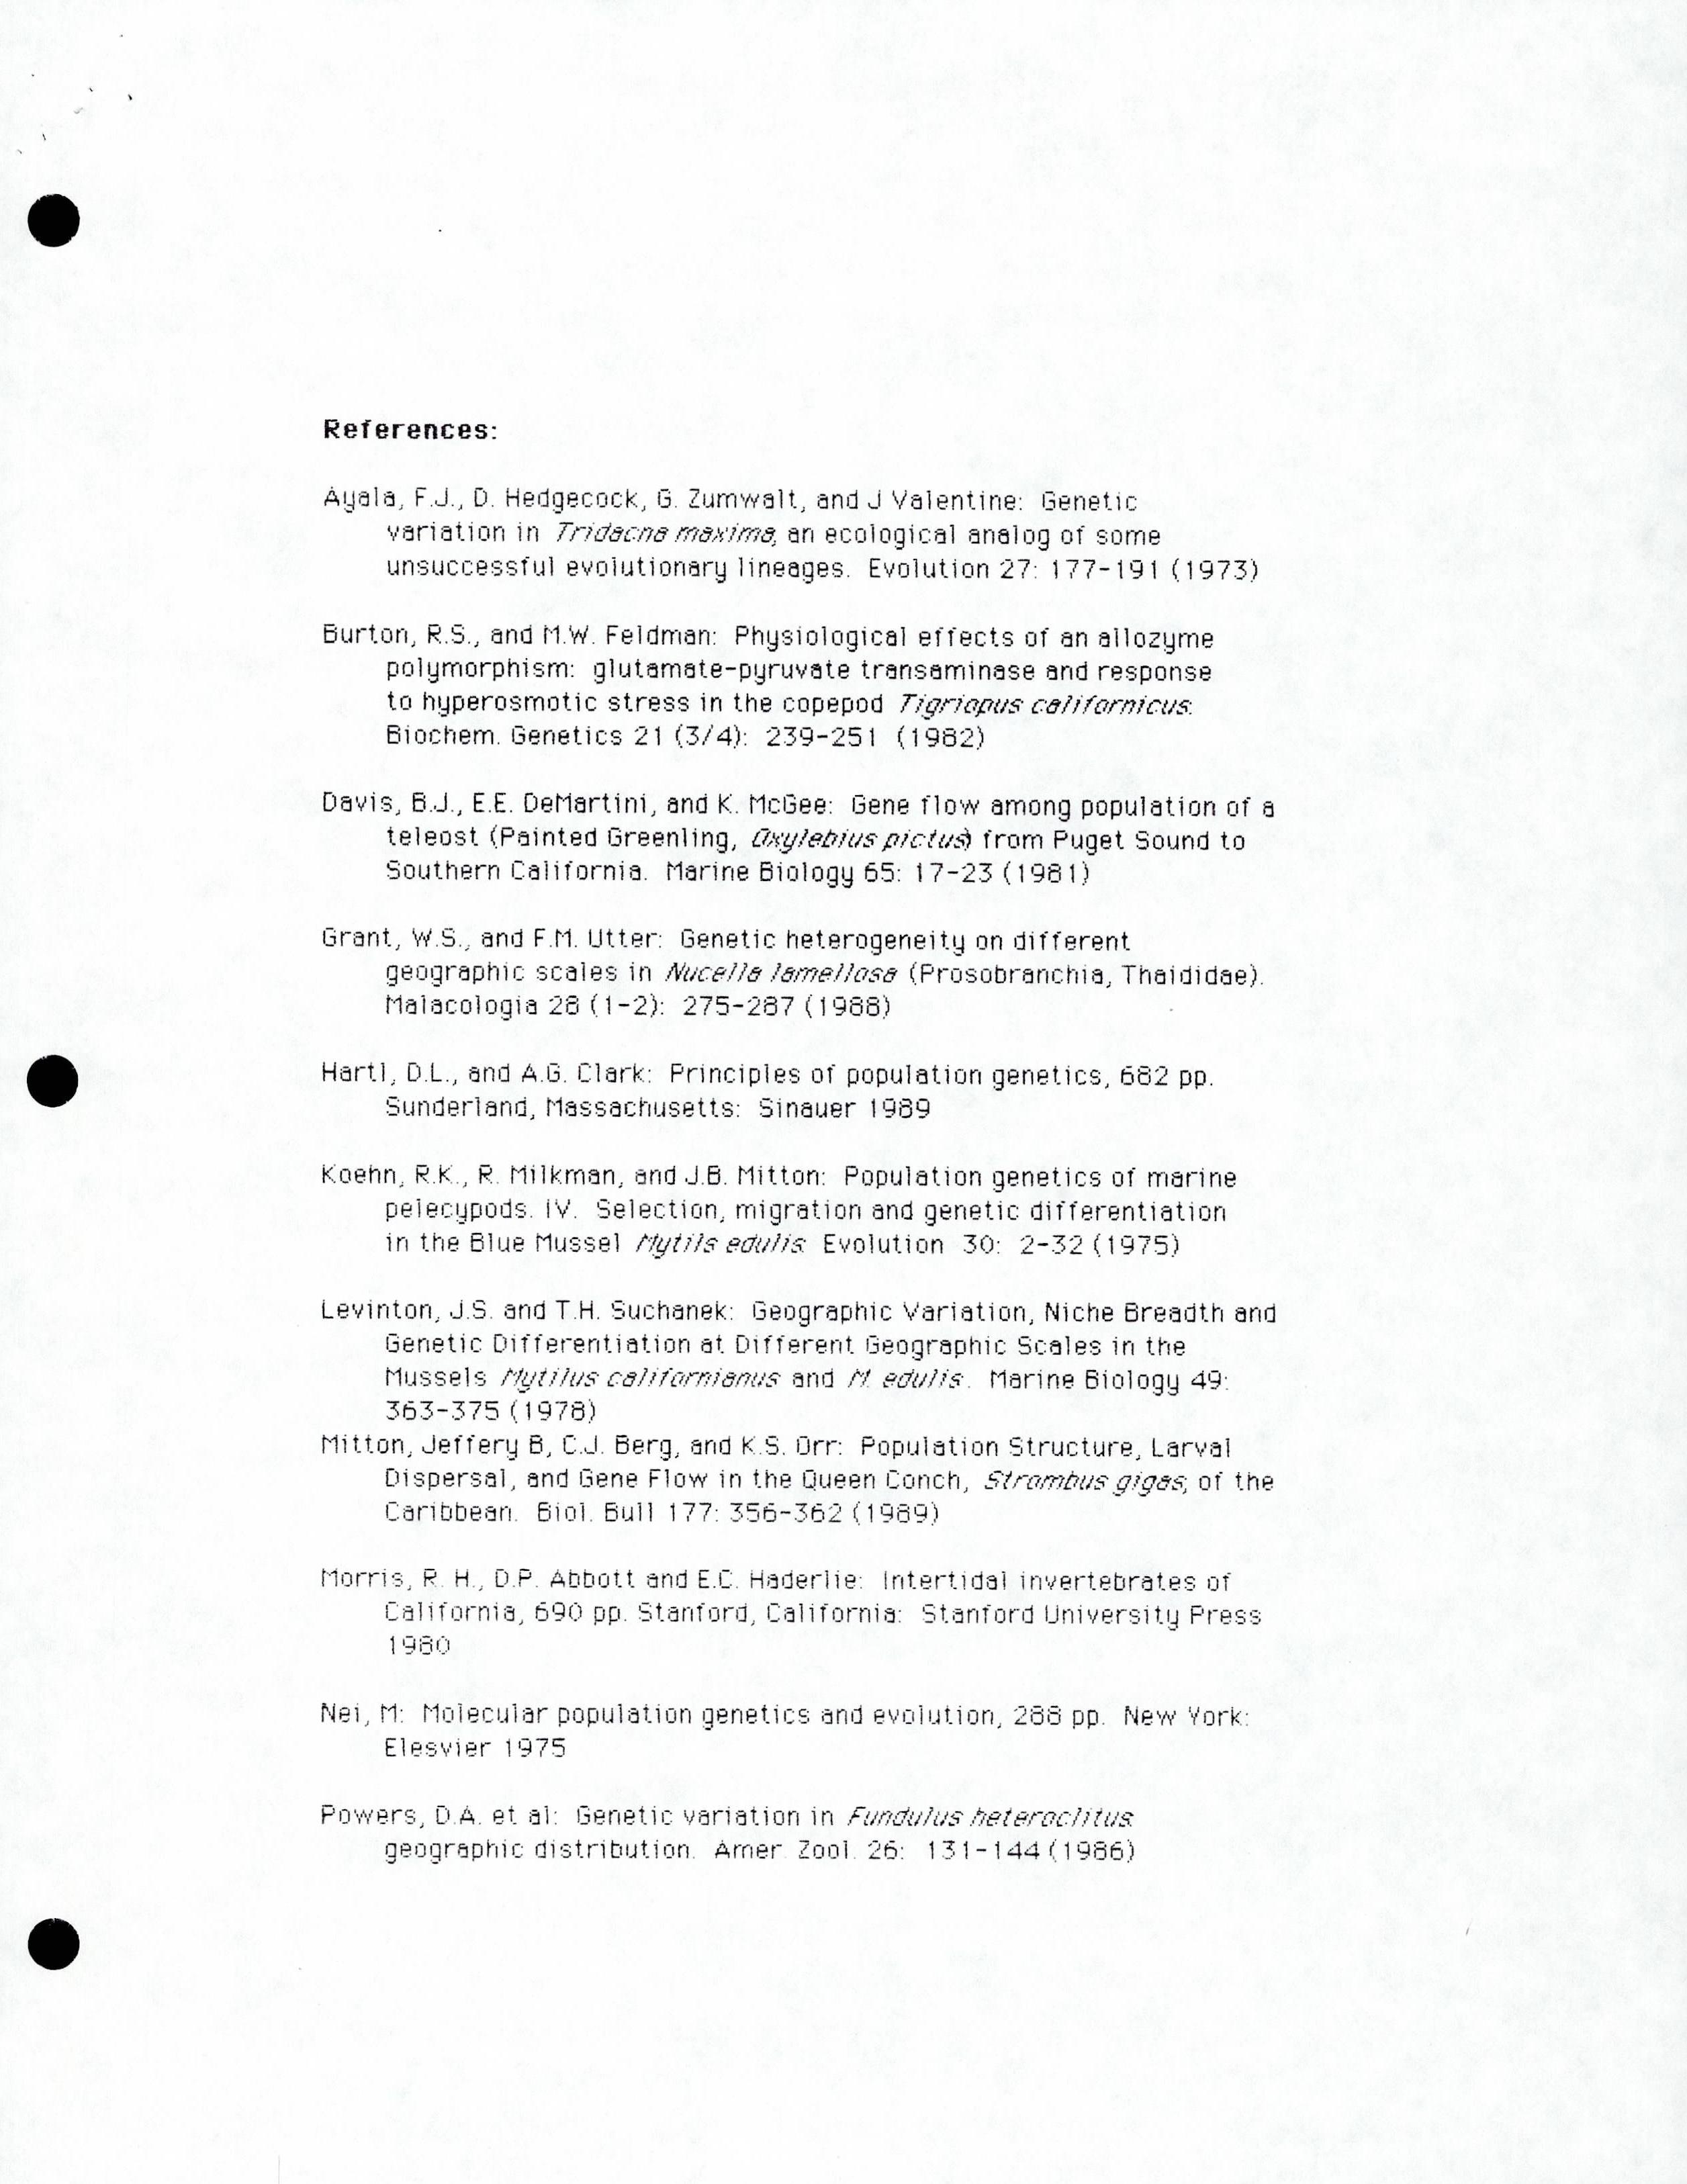 References:
Ayala, F.J., D. Hedgecock, G. Zumwalt, and J Valentine: Genetic
variation in Tridacna maxima, an ecological analog of some
unsuccessful evolutionary lineages. Evolution 27: 177-191 (1973)
Burton, R.S., and M.W. Feldman: Physiological effects of an allozyme
polymorphism: glutamate-pyruvate transaminase and response
to hyperosmotic stress in the copepod Tigriopus californicus.
Biochem. Genetics 21 (3/4): 239-251 (1982)
Davis, B.J., E.E. DeMartini, and K. McGee: Gene flow among population of a
teleost (Painted Greenling, Oxylebius pictus) from Puget Sound to
Southern California. Marine Biology 65: 17-23 (1981)
Grant, W.S., and F.M. Utter: Genetic heterogeneity on different
geographic scales in Nucella lamellosa (Prosobranchia, Thaididae).
Malacologia 28 (1-2): 275-287 (1988)
Hartl, D.L., and A.G. Clark: Principles of population genetics, 682 pp.
Sunderland, Massachusetts: Sinauer 1989
Koehn, R.K., R. Milkman, and J.B. Mitton: Population genetics of marine
pelecypods. IV. Selection, migration and genetic differentiation
in the Blue Mussel Mytils edulis. Evolution 30: 2-32 (1975)
Levinton, J.S. and T.H. Suchanek: Geographic Variation, Niche Breadth and
Genetic Differentiation at Different Geographic Scales in the
Mussels Mytilus californianus and M. edulis. Marine Biology 49:
363-375 (1978)
Mitton, Jeffery B, C.J. Berg, and K.S. Orr: Population Structure, Larval
Dispersal, and Gene Flow in the Queen Conch, Strombus gigas, of the
Caribbean. Biol. Bull 177: 356-362 (1989)
Morris, R. H., D.P. Abbott and E.C. Haderlie: Intertidal invertebrates of
California, 690 pp. Stanford, California: Stanford University Press
1980
Nei, M: Molecular population genetics and evolution, 288 pp. New York:
Elesvier 1975
Powers, D.A. et al: Genetic variation in Fundulus heteroclitus:
geographic distribution. Amer. Zool. 26: 131-144 (1986)